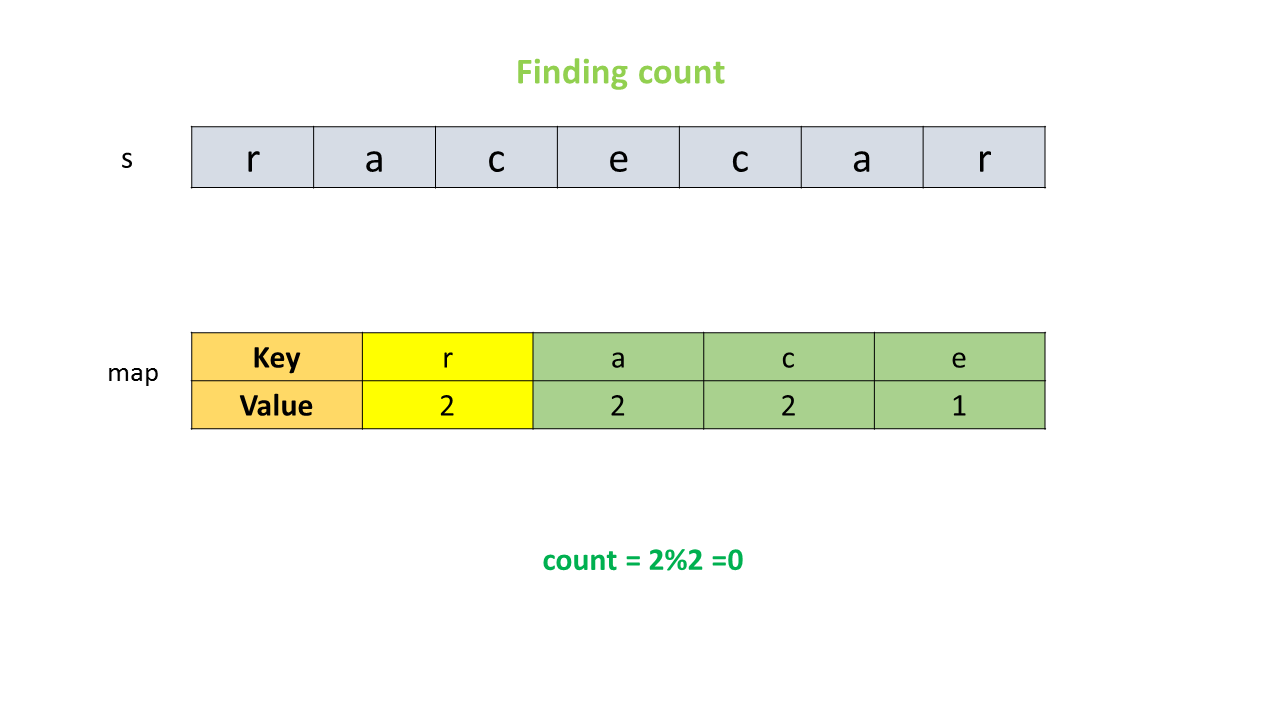 Finding count
s r a c e c a r
map
Key r a c e
Value 2 2 2 1
count = 2%2 =0